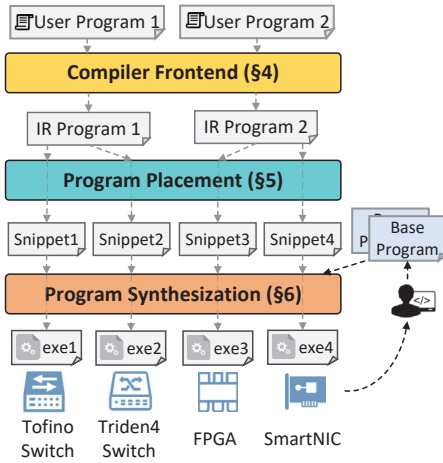 User Program 1
User Program 2
Compiler Frontend (§4)
IR Program 1
IR Program 2
Program Placement (§5)
Snippet1
Snippet2
Snippet3
Snippet4
Base
Program
Program Synthesization (§6)
exe1
exe2
exe3
exe4
Tofino
Switch
Triden4
Switch
FPGA
SmartNIC